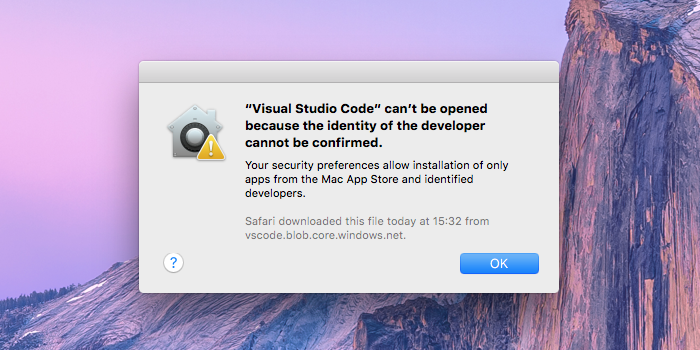 “Visual Studio Code” can’t be opened
because the identity of the developer
cannot be confirmed.
Your security preferences allow installation of only
apps from the Mac App Store and identified
developers.
Safari downloaded this file today at 15:32 from
vscode.blob.core.windows.net.
?
OK